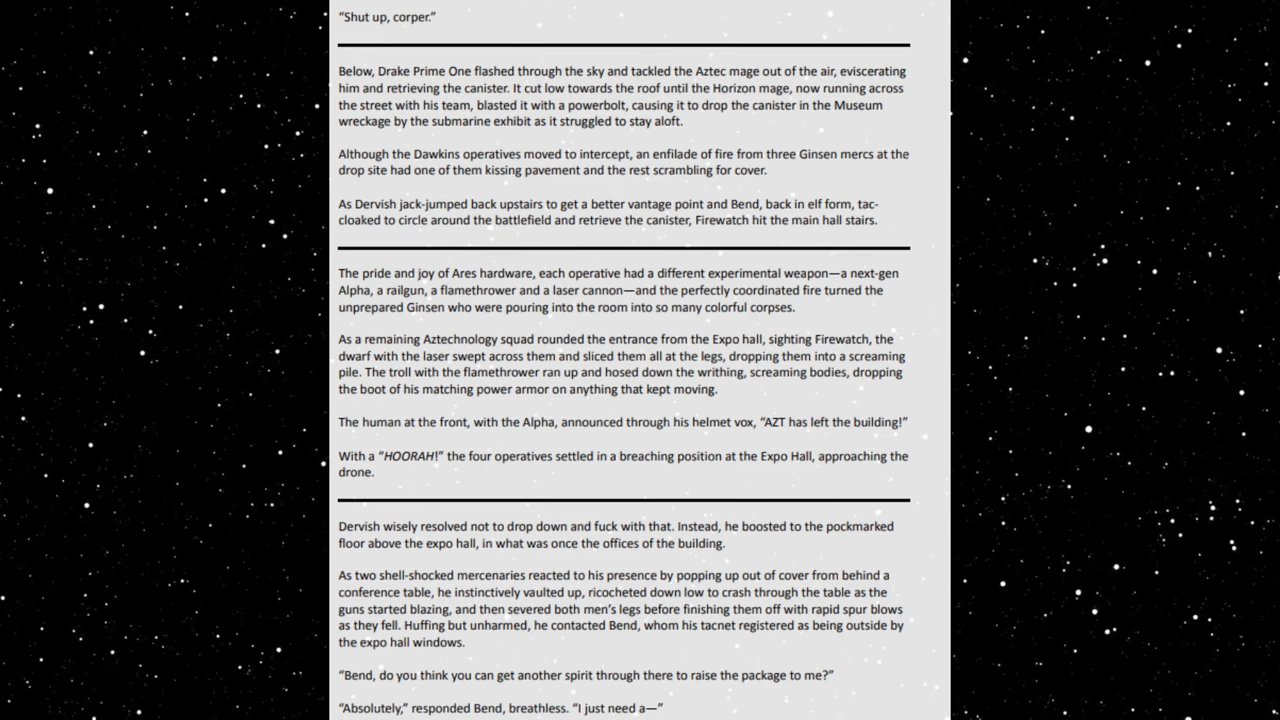 “Shut up, corper.”
Below, Drake Prime One flashed through the sky and tackled the Aztec mage out of the air, eviscerating
him and retrieving the canister. It cut low towards the roof until the Horizon mage, now running across
the street with his team, blasted it with a powerbolt, causing it to drop the canister in the Museum
wreckage by the submarine exhibit as it struggled to stay aloft.
Although the Dawkins operatives moved to intercept, an enfilade of fire from three Ginsen mercs at the
drop site had one of them kissing pavement and the rest scrambling for cover.
As Dervish jack-jumped back upstairs to get a better vantage point and Bend, back in elf form, tac-
cloaked to circle around the battlefield and retrieve the canister, Firewatch hit the main hall stairs.
The pride and joy of Ares hardware, each operative had a different experimental weapon—a next-gen
Alpha, a railgun, a flamethrower and a laser cannon—and the perfectly coordinated fire turned the
unprepared Ginsen who were pouring into the room into so many colorful corpses.
As a remaining Aztechnology squad rounded the entrance from the Expo hall, sighting Firewatch, the
dwarf with the laser swept across them and sliced them all at the legs, dropping them into a screaming
pile. The troll with the flamethrower ran up and hosed down the writhing, screaming bodies, dropping
the boot of his matching power armor on anything that kept moving.
The human at the front, with the Alpha, announced through his helmet vox, “AZT has left the building!”
With a “HOORAH!” the four operatives settled in a breaching position at the Expo Hall, approaching the
drone.
Dervish wisely resolved not to drop down and fuck with that. Instead, he boosted to the pockmarked
floor above the expo hall, in what was once the offices of the building.
As two shell-shocked mercenaries reacted to his presence by popping up out of cover from behind a
conference table, he instinctively vaulted up, ricocheted down low to crash through the table as the
guns started blazing, and then severed both men’s legs before finishing them off with rapid spur blows
as they fell. Huffing but unharmed, he contacted Bend, whom his tacnet registered as being outside by
the expo hall windows.
“Bend, do you think you can get another spirit through there to raise the package to me?”
“Absolutely,” responded Bend, breathless. “I just need a—”